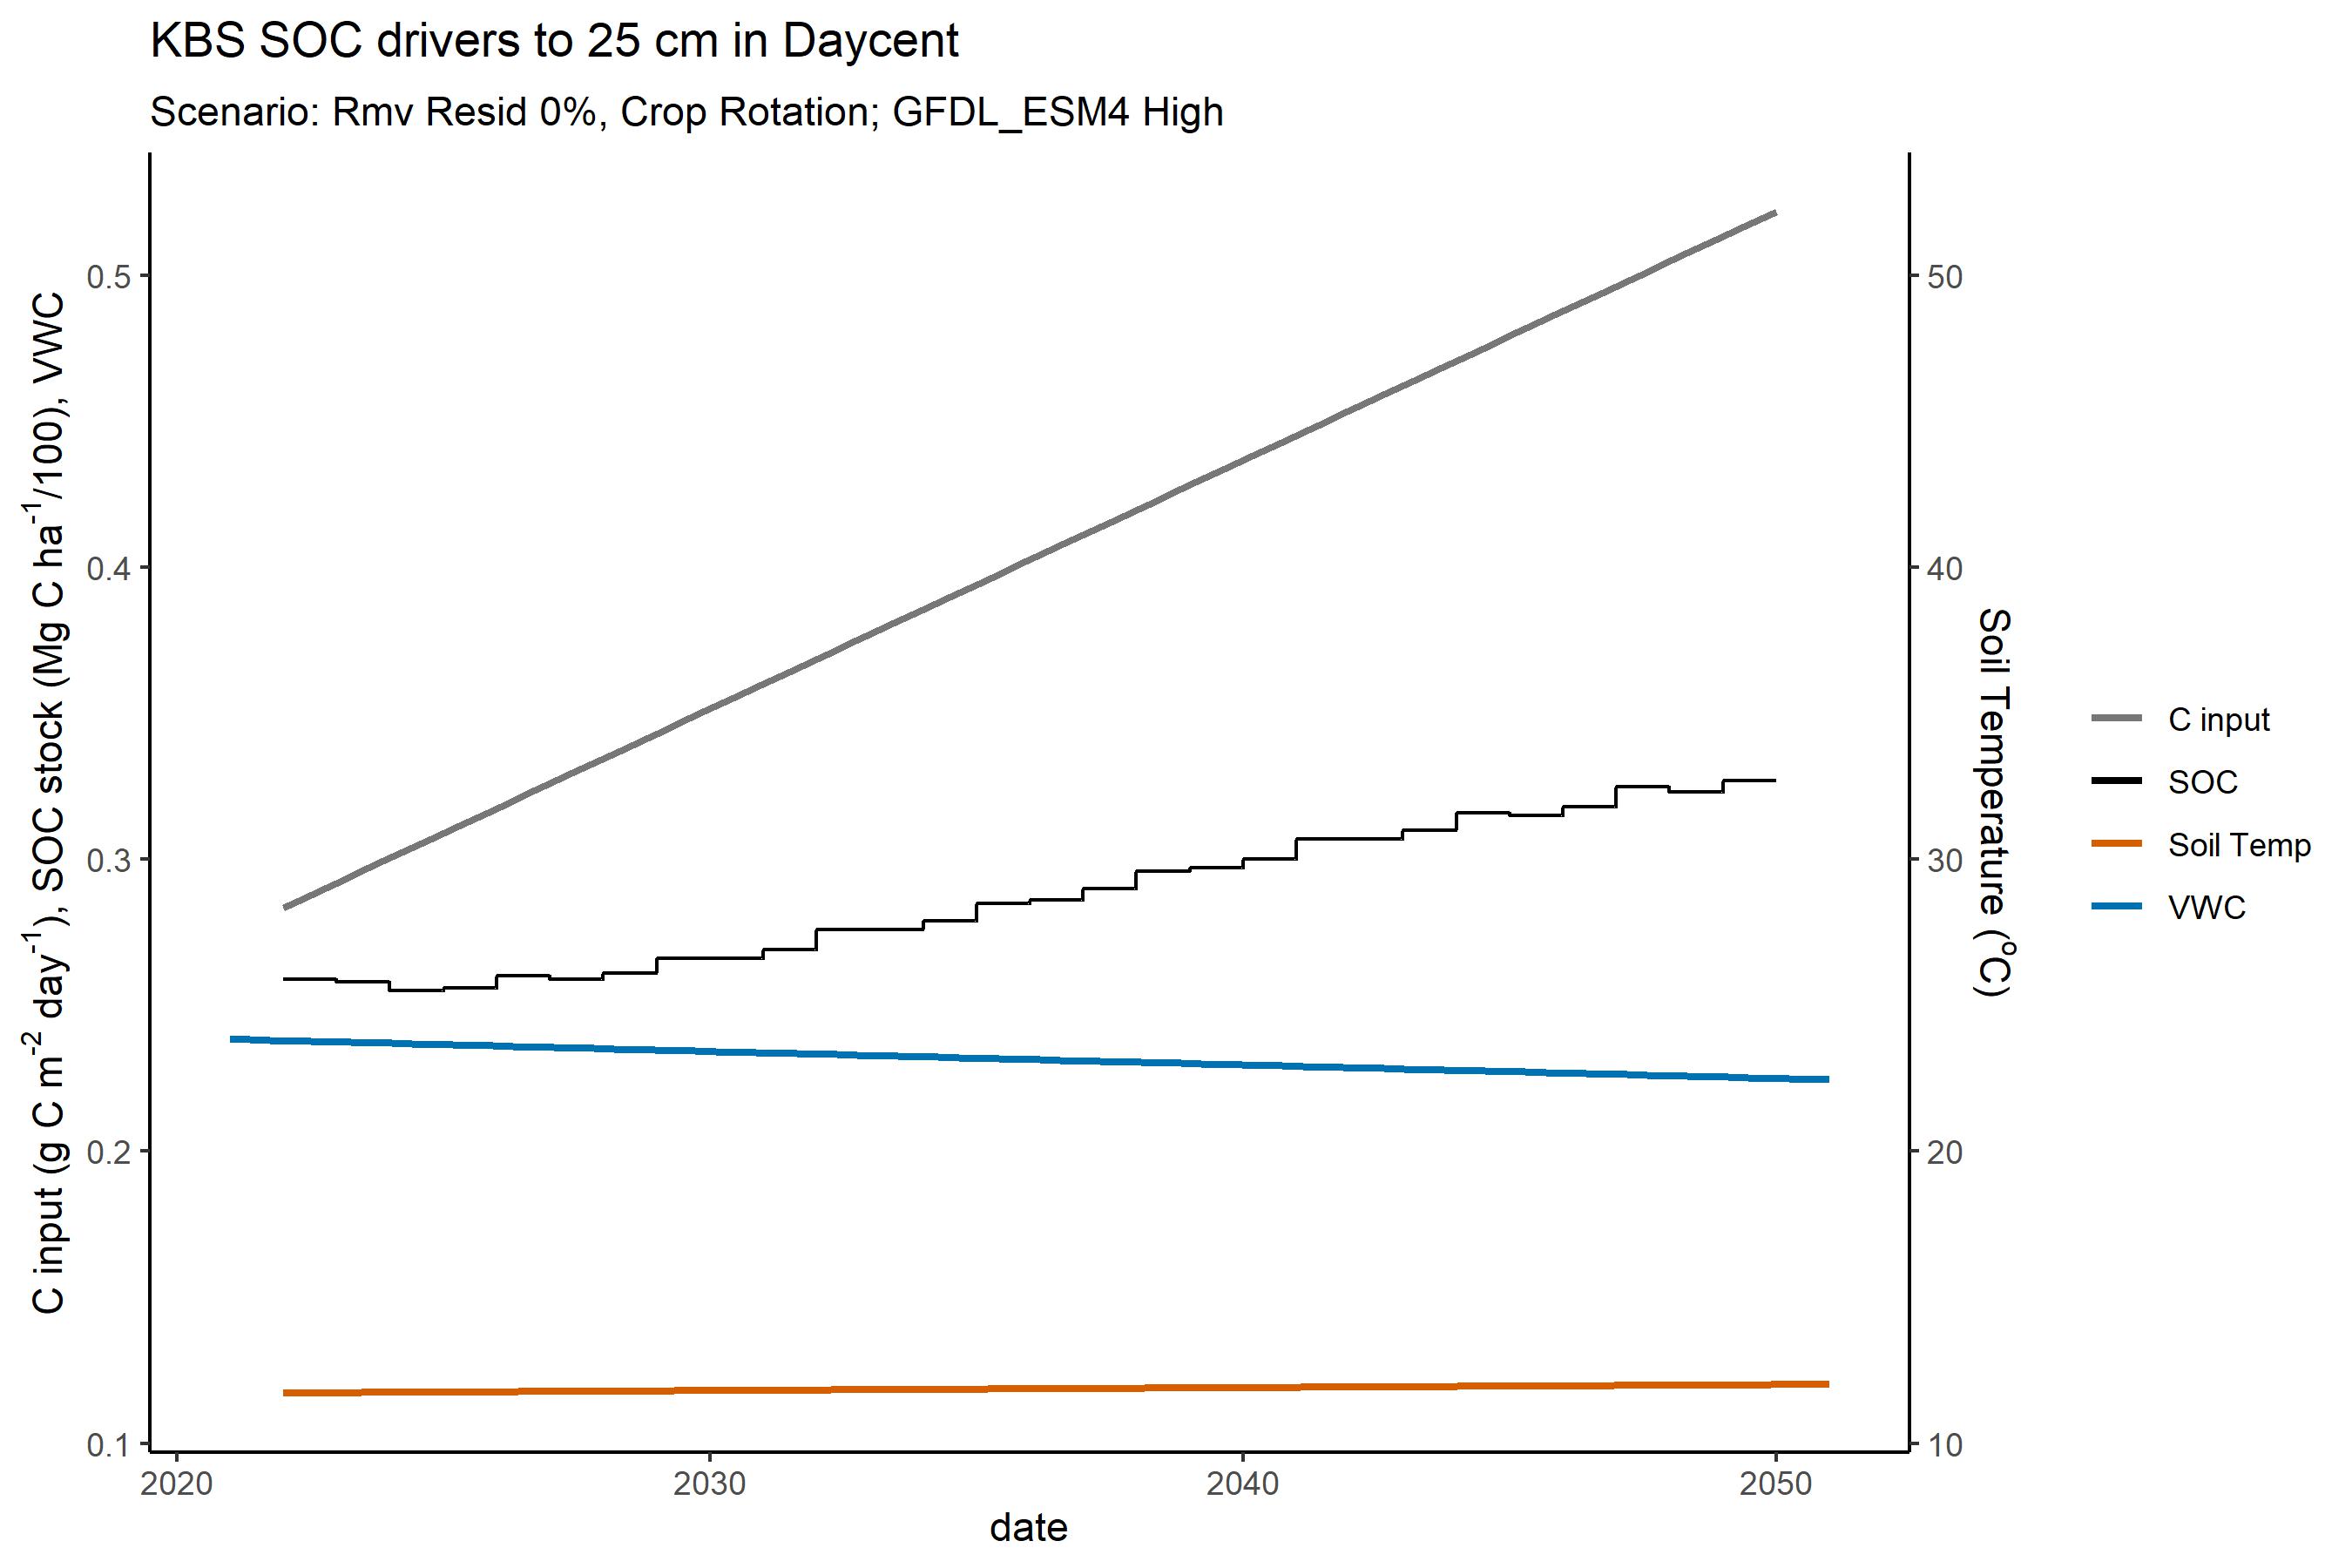 KBS SOC drivers to 25 cm in Daycent
Scenario: Rmv Resid 0%, Crop Rotation; GFDL_ESM4 High
C input (g C m⁻² day⁻¹), SOC stock (Mg C ha⁻¹/100), VWC
0.5
0.4
0.3
0.2
0.1
50
40
30
20
10
Soil Temperature (⁰C)
C input
SOC
Soil Temp
VWC
2020
2030
2040
2050
date